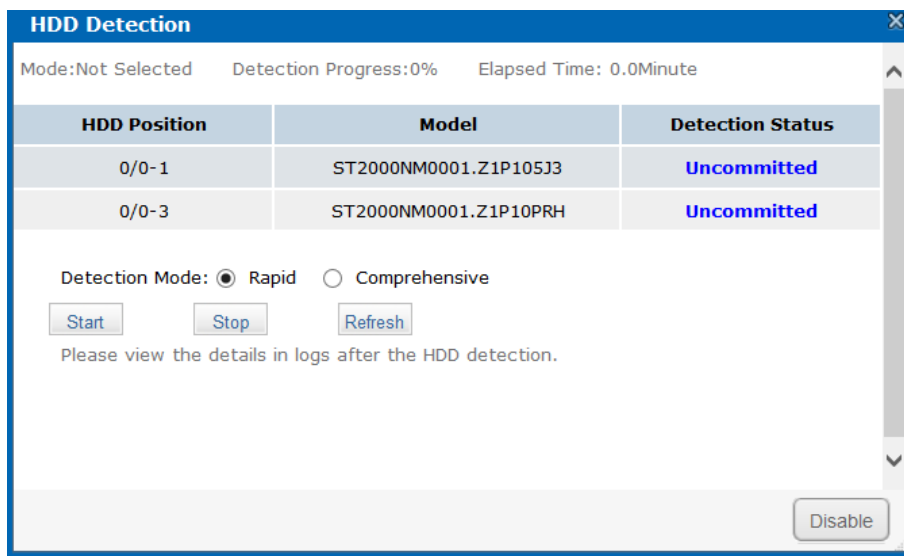 HDD Detection
Mode:Not Selected Detection Progress:0% Elapsed Time: 0.0Minute
HDD Position Model Detection Status
0/0-1 ST2000NM0001.Z1P105J3 Uncommitted
0/0-3 ST2000NM0001.Z1P10PRH Uncommitted
Detection Mode: Rapid Comprehensive
Start Stop Refresh
Please view the details in logs after the HDD detection.
Disable